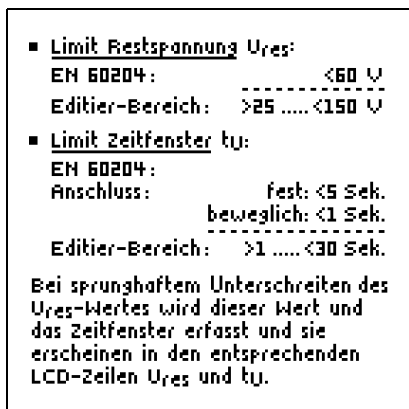 ▪ Limit Restspannung Ures:
EN 60204: <60 V
Editier-Bereich: >25 ..... <150 V
▪ Limit Zeitfenster tU:
EN 60204:
Anschluss: fest: <5 Sek.
beweglich: <1 Sek.
Editier-Bereich: >1 ..... <30 Sek.
Bei sprunghaftem Unterschreiten des
Ures-Wertes wird dieser Wert und
das Zeitfenster erfasst und sie
erscheinen in den entsprechenden
LCD-Zeilen Ures und tU.